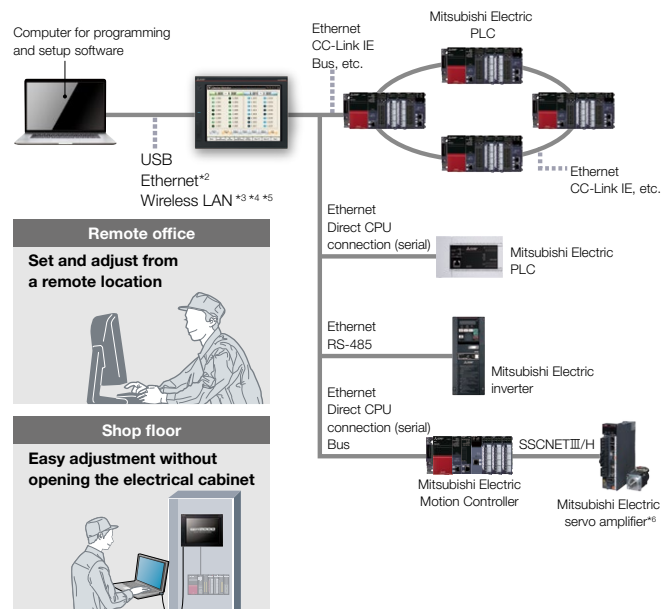 Computer for programming
and setup software
USB
Ethernet*2
Wireless LAN *3 *4 *5
Ethernet
CC-Link IE
Bus, etc.
Mitsubishi Electric
PLC
Ethernet
CC-Link IE, etc.
Ethernet
Direct CPU
connection (serial)
Mitsubishi Electric
PLC
Ethernet
RS-485
Mitsubishi Electric
inverter
Ethernet
Direct CPU
connection (serial)
Bus
SSCNETⅢ/H
Mitsubishi Electric
Motion Controller
Mitsubishi Electric
servo amplifier*6
Remote office
Set and adjust from
a remote location
Shop floor
Easy adjustment without
opening the electrical cabinet